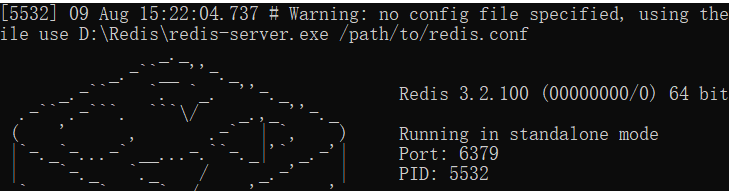 [5532] 09 Aug 15:22:04.737 # Warning: no config file specified, using the
ile use D:\Redis\redis-server.exe /path/to/redis.conf
Redis 3.2.100 (00000000/0) 64 bit
Running in standalone mode
Port: 6379
PID: 5532